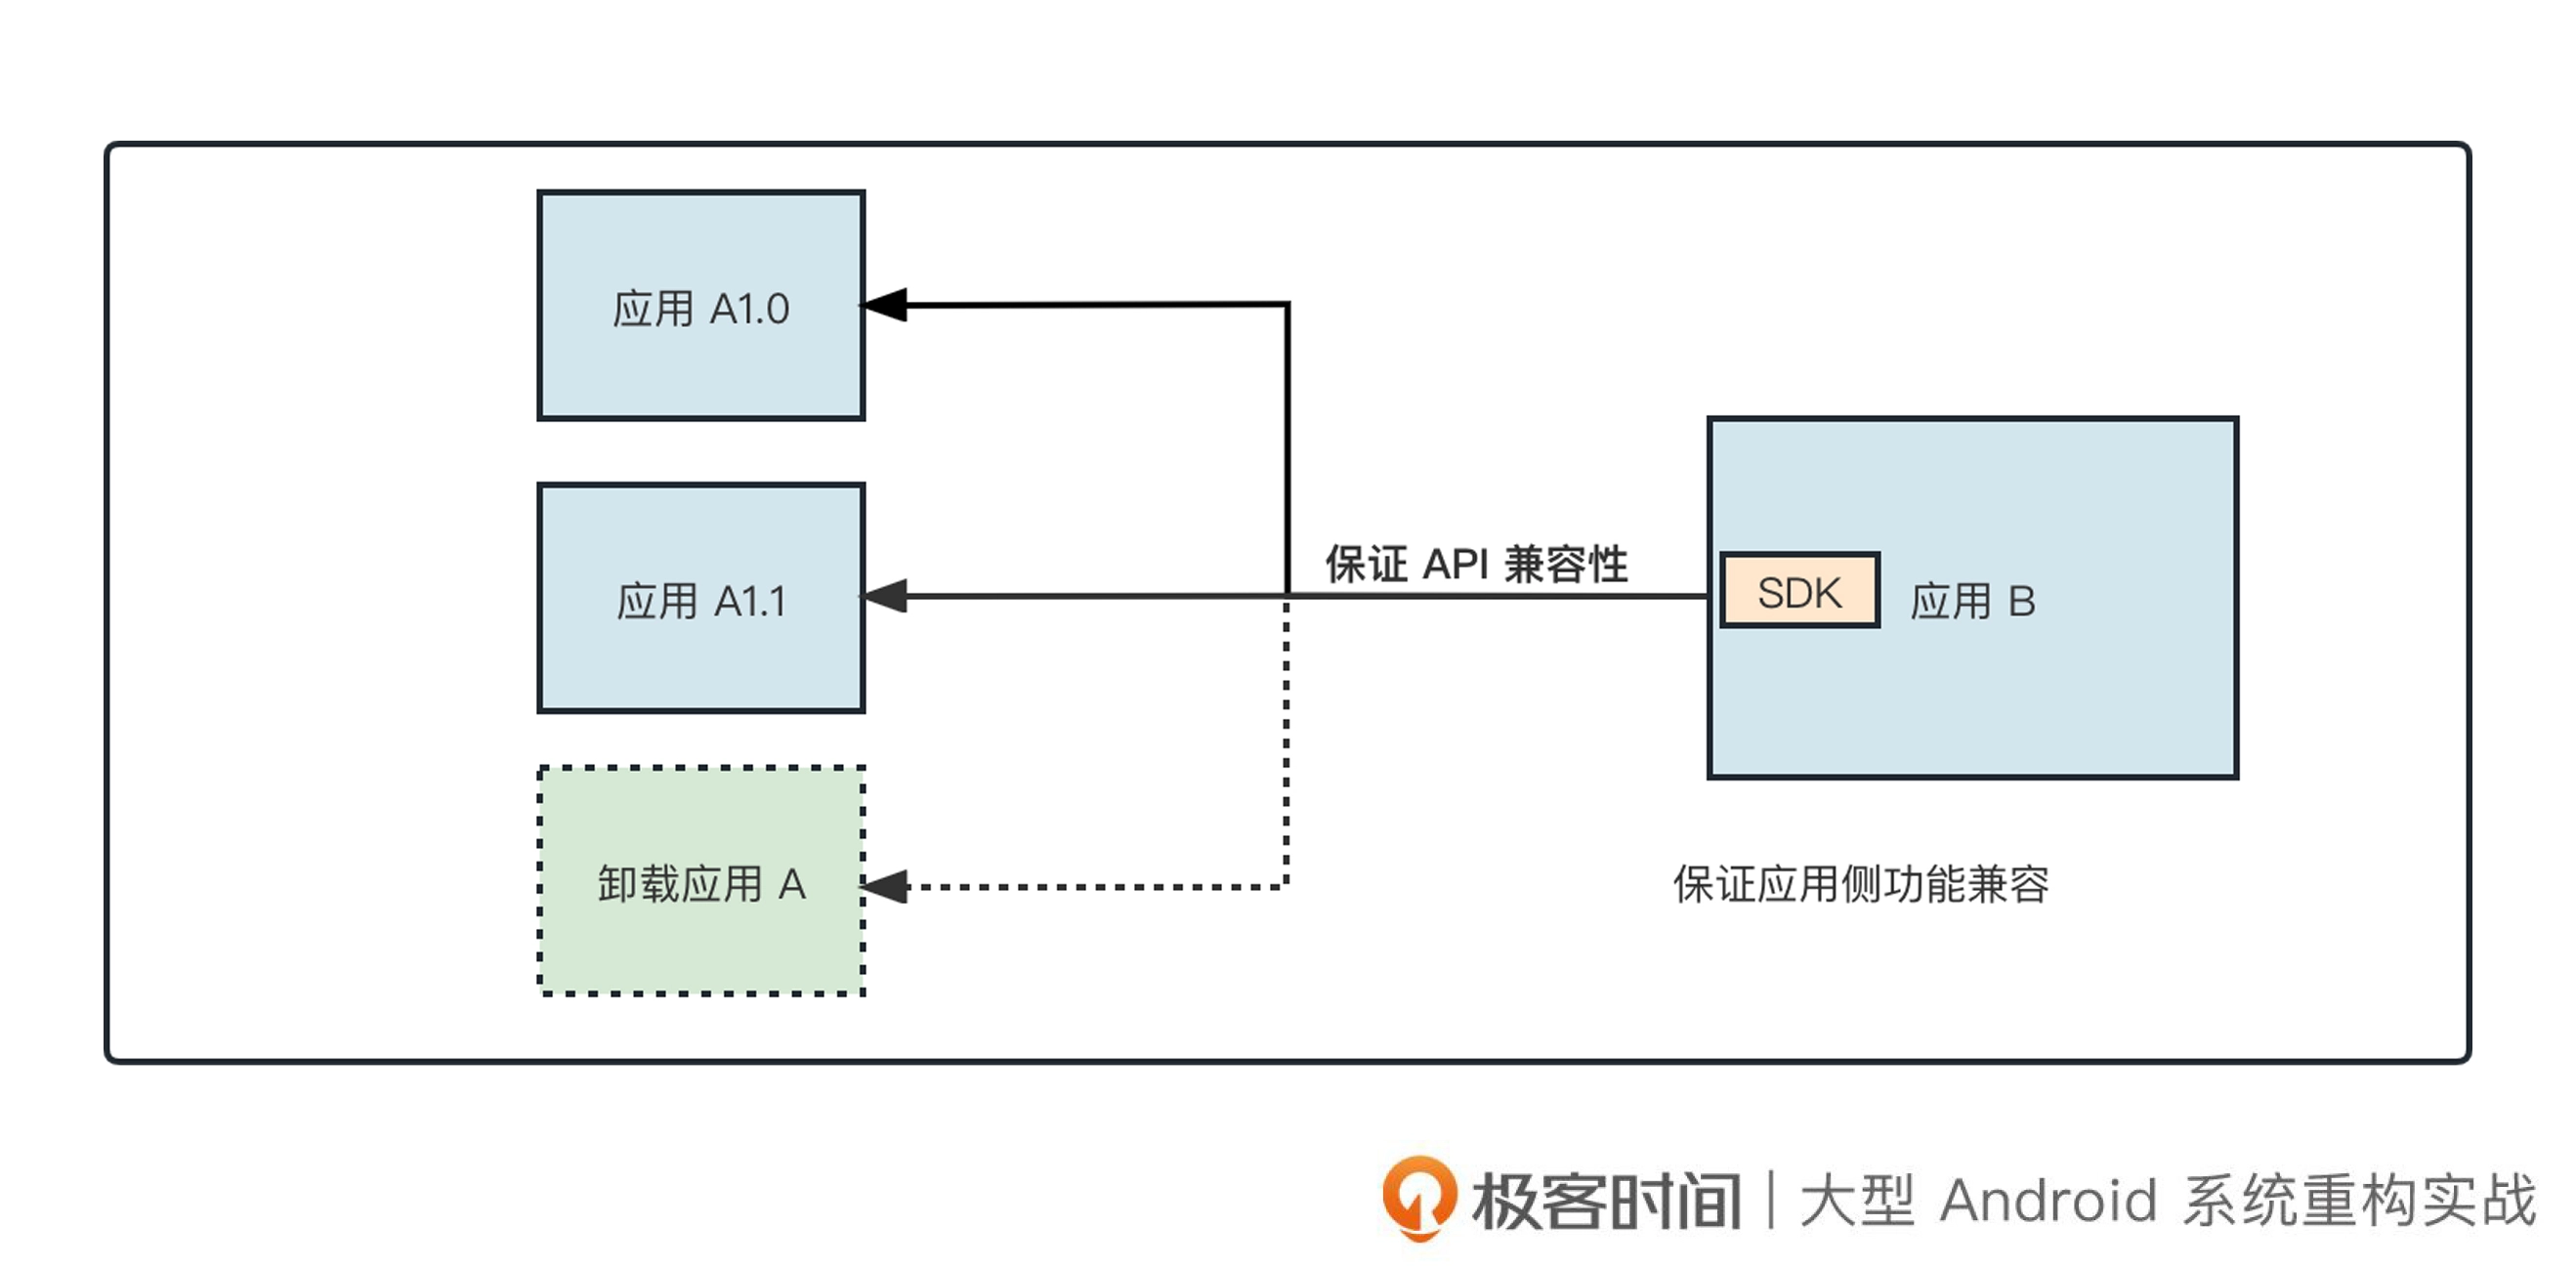 应用 A1.0
应用 A1.1
保证 API 兼容性
SDK
应用 B
卸载应用 A
保证应用侧功能兼容
极客时间 | 大型 Android 系统重构实战